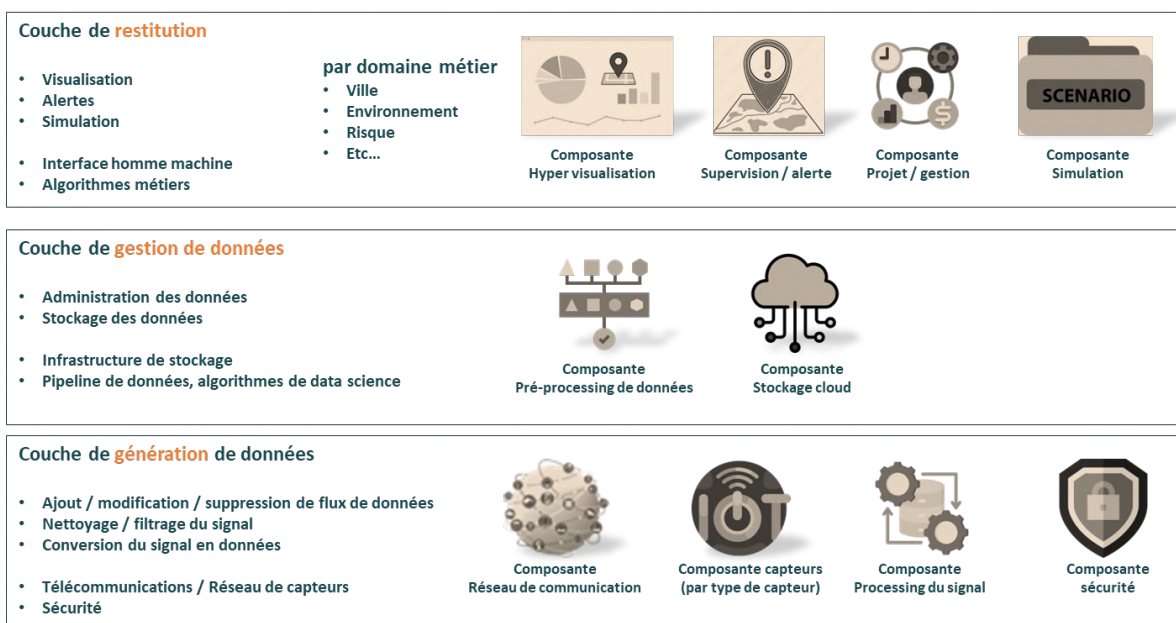 Couche de restitution
• Visualisation
• Alertes
• Simulation
• Interface homme machine
• Algorithmes métiers
par domaine métier
• Ville
• Environnement
• Risque
• Etc...
Composante
Hyper visualisation
Composante
Supervision / alerte
Composante
Projet / gestion
SCENARIO
Composante
Simulation
Couche de gestion de données
• Administration des données
• Stockage des données
• Infrastructure de stockage
• Pipeline de données, algorithmes de data science
Composante
Pré-processing de données
Composante
Stockage cloud
Couche de génération de données
• Ajout / modification / suppression de flux de données
• Nettoyage / filtrage du signal
• Conversion du signal en données
• Télécommunications / Réseau de capteurs
• Sécurité
Composante
Réseau de communication
IOT
Composante capteurs
(par type de capteur)
Composante
Processing du signal
Composante
sécurité